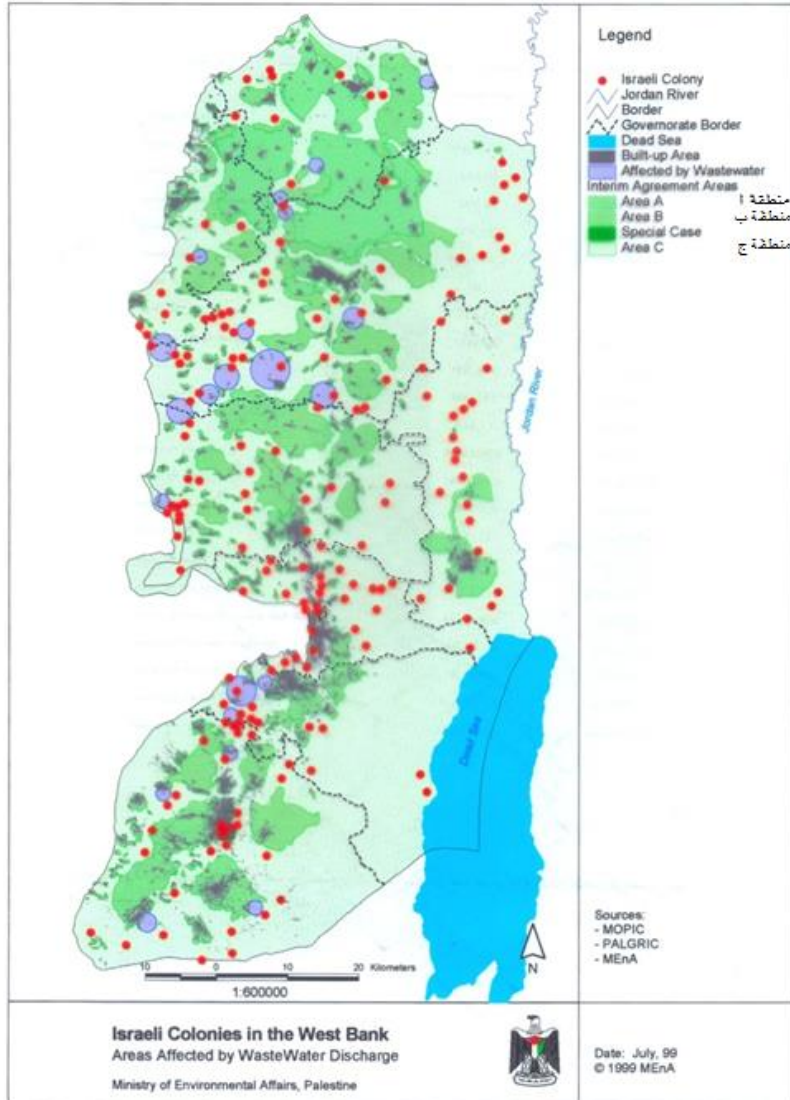 Legend
Israeli Colony
Jordan River
Border
Governorate Border
Dead Sea
Built-up Area
Affected by Wastewater
Interim Agreement Areas
Area A منطقة ا
Area B منطقة ب
Special Case
Area C منطقة ج
Jordan River
Dead Sea
10 0 10 20 Kilometers
1:600000
N
Sources:
- MOPIC
- PALGRIC
- MEnA
Israeli Colonies in the West Bank
Areas Affected by WasteWater Discharge
Ministry of Environmental Affairs, Palestine
Date: July, 99
© 1999 MEnA